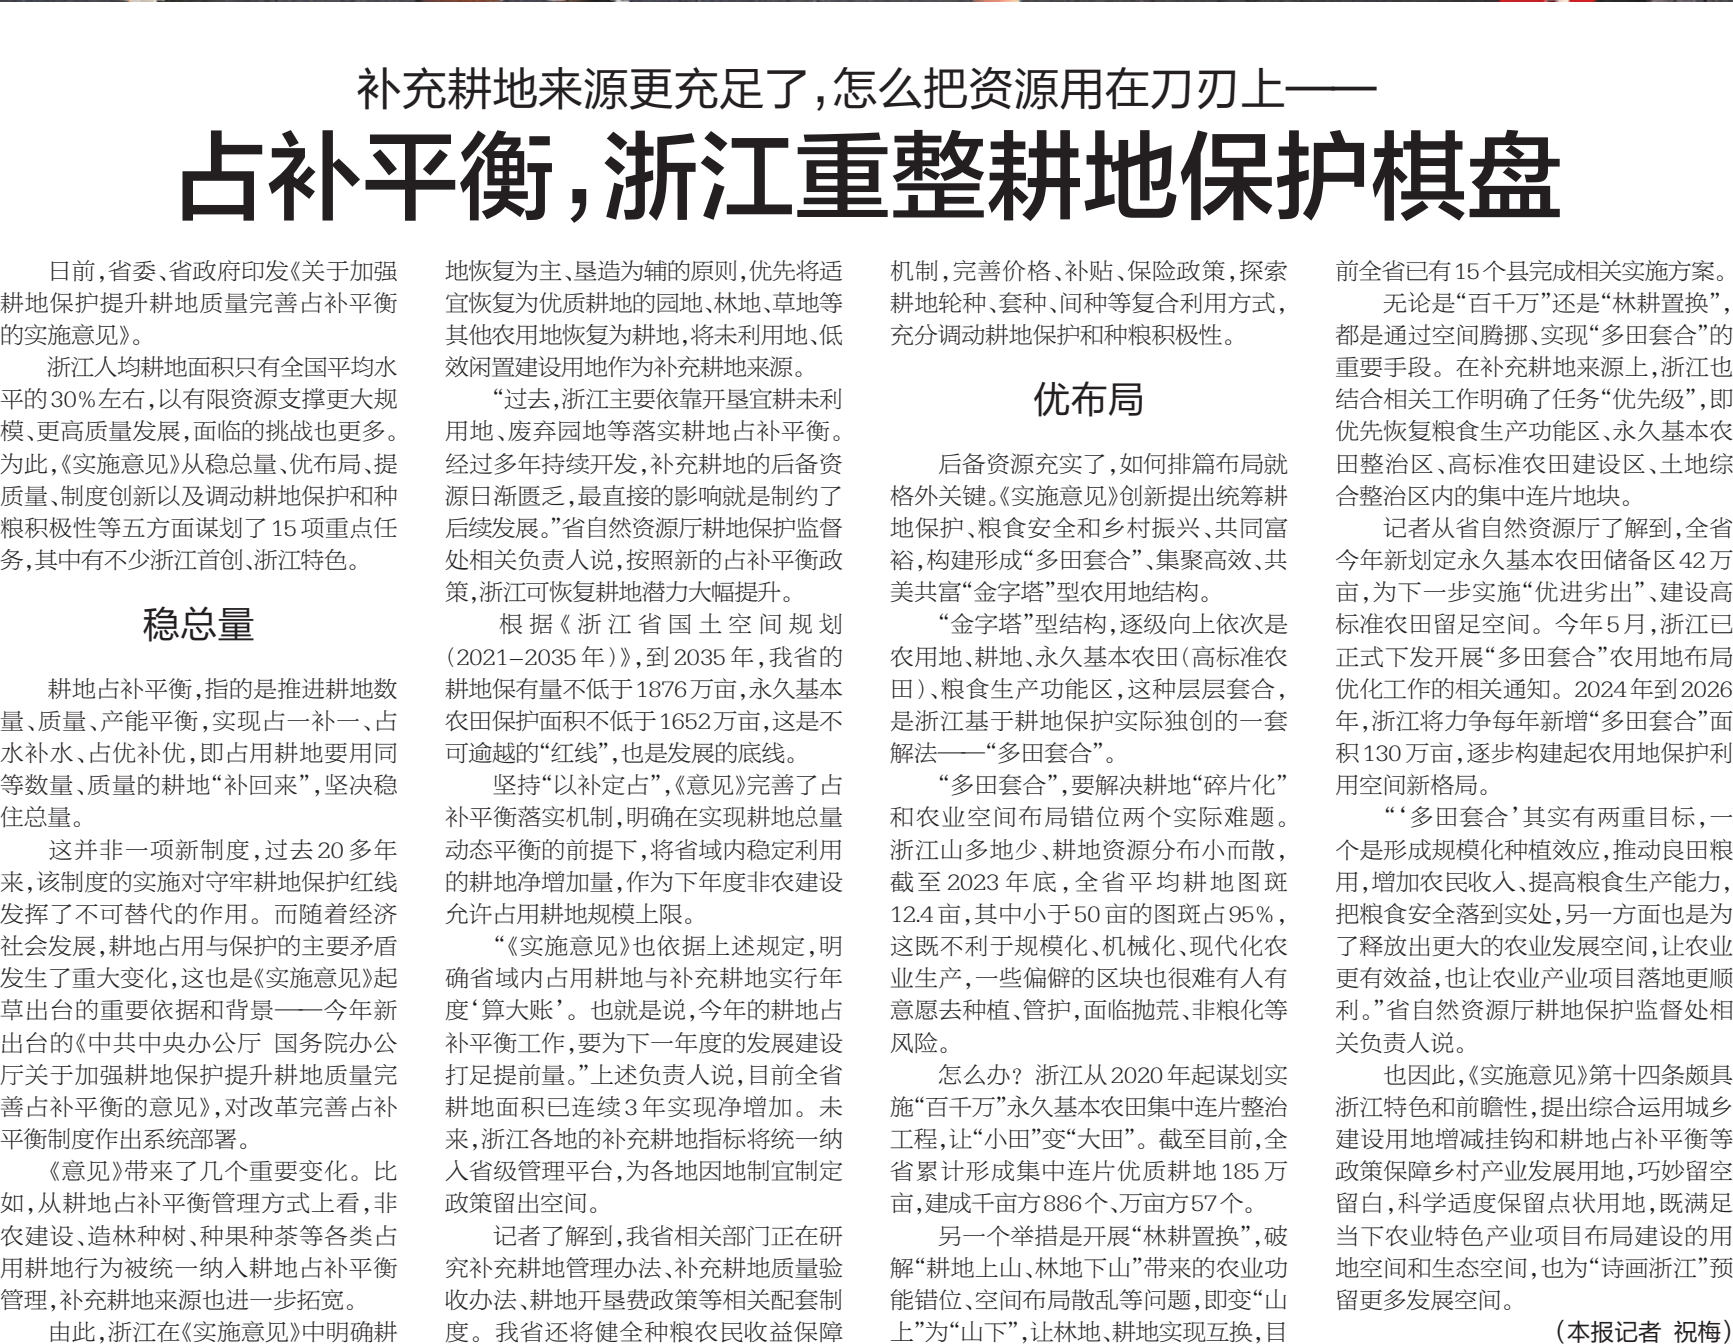 补充耕地来源更充足了,怎么把资源用在刀刃上——
占补平衡,浙江重整耕地保护棋盘
日前,省委、省政府印发《关于加强
耕地保护提升耕地质量完善占补平衡
的实施意见》。
浙江人均耕地面积只有全国平均水
平的30%左右,以有限资源支撑更大规
模、更高质量发展,面临的挑战也更多。
为此,《实施意见》从稳总量、优布局、提
质量、制度创新以及调动耕地保护和种
粮积极性等五方面谋划了15项重点任
务,其中有不少浙江首创、浙江特色。
稳总量
耕地占补平衡,指的是推进耕地数
量、质量、产能平衡,实现占一补一、占
水补水、占优补优,即占用耕地要用同
等数量、质量的耕地“补回来”,坚决稳
住总量。
这并非一项新制度,过去20多年
来,该制度的实施对守牢耕地保护红线
发挥了不可替代的作用。而随着经济
社会发展,耕地占用与保护的主要矛盾
发生了重大变化,这也是《实施意见》起
草出台的重要依据和背景——今年新
出台的《中共中央办公厅 国务院办公
厅关于加强耕地保护提升耕地质量完
善占补平衡的意见》,对改革完善占补
平衡制度作出系统部署。
《意见》带来了几个重要变化。比
如,从耕地占补平衡管理方式上看,非
农建设、造林种树、种果种茶等各类占
用耕地行为被统一纳入耕地占补平衡
管理,补充耕地来源也进一步拓宽。
由此,浙江在《实施意见》中明确耕
地恢复为主、垦造为辅的原则,优先将适
宜恢复为优质耕地的园地、林地、草地等
其他农用地恢复为耕地,将未利用地、低
效闲置建设用地作为补充耕地来源。
“过去,浙江主要依靠开垦宜耕未利
用地、废弃园地等落实耕地占补平衡。
经过多年持续开发,补充耕地的后备资
源日渐匮乏,最直接的影响就是制约了
后续发展。”省自然资源厅耕地保护监督
处相关负责人说,按照新的占补平衡政
策,浙江可恢复耕地潜力大幅提升。
根据《浙江省国土空间规划
(2021—2035年)》,到2035年,我省的
耕地保有量不低于1876万亩,永久基本
农田保护面积不低于1652万亩,这是不
可逾越的“红线”,也是发展的底线。
坚持“以补定占”,《意见》完善了占
补平衡落实机制,明确在实现耕地总量
动态平衡的前提下,将省域内稳定利用
的耕地净增加量,作为下年度非农建设
允许占用耕地规模上限。
“《实施意见》也依据上述规定,明
确省域内占用耕地与补充耕地实行年
度‘算大账’。也就是说,今年的耕地占
补平衡工作,要为下一年度的发展建设
打足提前量。”上述负责人说,目前全省
耕地面积已连续3年实现净增加。未
来,浙江各地的补充耕地指标将统一纳
入省级管理平台,为各地因地制宜制定
政策留出空间。
记者了解到,我省相关部门正在研
究补充耕地管理办法、补充耕地质量验
收办法、耕地开垦费政策等相关配套制
度。我省还将健全种粮农民收益保障
机制,完善价格、补贴、保险政策,探索
耕地轮种、套种、间种等复合利用方式,
充分调动耕地保护和种粮积极性。
优布局
后备资源充实了,如何排篇布局就
格外关键。《实施意见》创新提出统筹耕
地保护、粮食安全和乡村振兴、共同富
裕,构建形成“多田套合”、集聚高效、共
美共富“金字塔”型农用地结构。
“金字塔”型结构,逐级向上依次是
农用地、耕地、永久基本农田(高标准农
田)、粮食生产功能区,这种层层套合,
是浙江基于耕地保护实际独创的一套
解法——“多田套合”。
“多田套合”,要解决耕地“碎片化”
和农业空间布局错位两个实际难题。
浙江山多地少、耕地资源分布小而散,
截至2023年底,全省平均耕地图斑
12.4亩,其中小于50亩的图斑占95%,
这既不利于规模化、机械化、现代化农
业生产,一些偏僻的区块也很难有人有
意愿去种植、管护,面临抛荒、非粮化等
风险。
怎么办?浙江从2020年起谋划实
施“百千万”永久基本农田集中连片整治
工程,让“小田”变“大田”。截至目前,全
省累计形成集中连片优质耕地185万
亩,建成千亩方886个、万亩方57个。
另一个举措是开展“林耕置换”,破
解“耕地上山、林地下山”带来的农业功
能错位、空间布局散乱等问题,即变“山
上”为“山下”,让林地、耕地实现互换,目
前全省已有15个县完成相关实施方案。
无论是“百千万”还是“林耕置换”,
都是通过空间腾挪、实现“多田套合”的
重要手段。在补充耕地来源上,浙江也
结合相关工作明确了任务“优先级”,即
优先恢复粮食生产功能区、永久基本农
田整治区、高标准农田建设区、土地综
合整治区内的集中连片地块。
记者从省自然资源厅了解到,全省
今年新划定永久基本农田储备区42万
亩,为下一步实施“优进劣出”、建设高
标准农田留足空间。今年5月,浙江已
正式下发开展“多田套合”农用地布局
优化工作的相关通知。2024年到2026
年,浙江将力争每年新增“多田套合”面
积130万亩,逐步构建起农用地保护利
用空间新格局。
“‘多田套合’其实有两重目标,一
个是形成规模化种植效应,推动良田粮
用,增加农民收入、提高粮食生产能力,
把粮食安全落到实处,另一方面也是为
了释放出更大的农业发展空间,让农业
更有效益,也让农业产业项目落地更顺
利。”省自然资源厅耕地保护监督处相
关负责人说。
也因此,《实施意见》第十四条颇具
浙江特色和前瞻性,提出综合运用城乡
建设用地增减挂钩和耕地占补平衡等
政策保障乡村产业发展用地,巧妙留空
留白,科学适度保留点状用地,既满足
当下农业特色产业项目布局建设的用
地空间和生态空间,也为“诗画浙江”预
留更多发展空间。
(本报记者 祝梅)